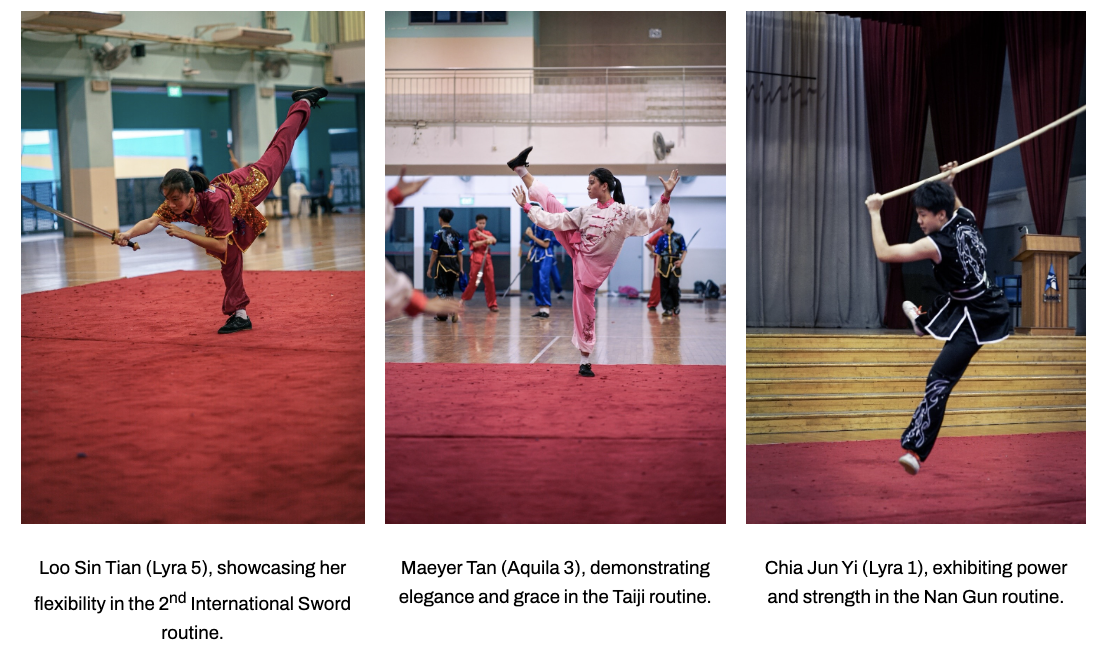 Loo Sin Tian (Lyra 5), showcasing her
flexibility in the 2nd International Sword
routine.
Maeyer Tan (Aquila 3), demonstrating
elegance and grace in the Taiji routine.
Chia Jun Yi (Lyra 1), exhibiting power
and strength in the Nan Gun routine.